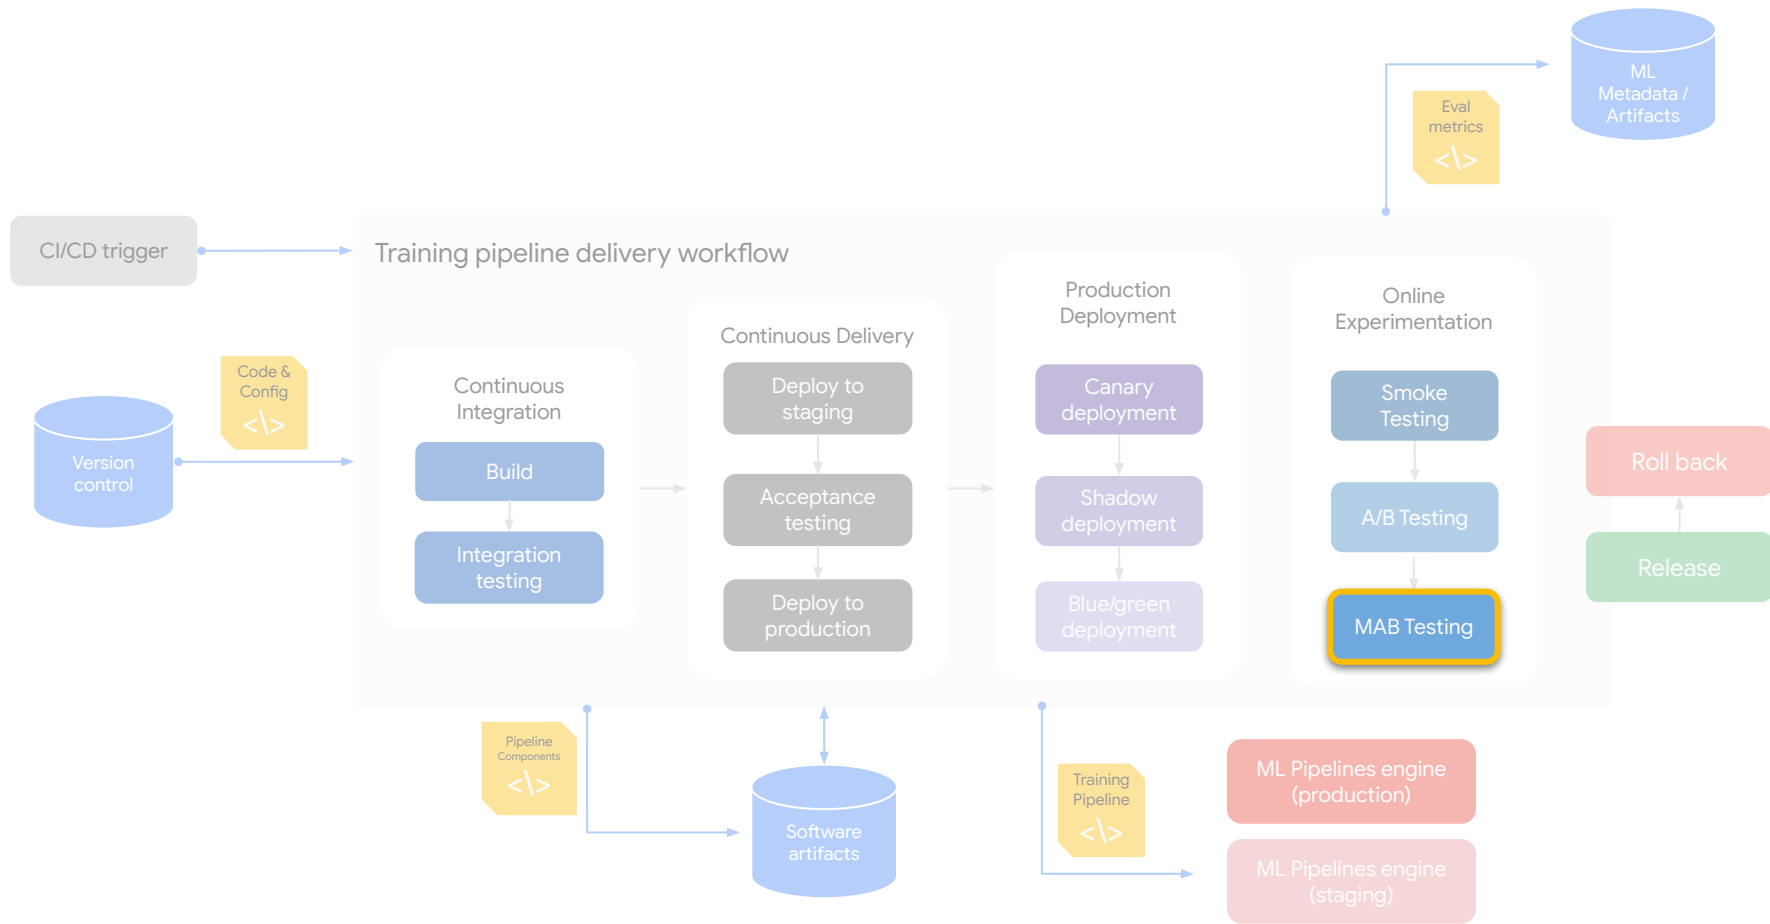 ML
Metadata /
Artifacts
Eval
metrics
</>
CI/CD trigger
Training pipeline delivery workflow
Code &
Config
</>
Version
control
Continuous
Integration
Build
Integration
testing
Continuous Delivery
Deploy to
staging
Acceptance
testing
Deploy to
production
Production
Deployment
Canary
deployment
Shadow
deployment
Blue/green
deployment
Online
Experimentation
Smoke
Testing
A/B Testing
MAB Testing
Roll back
Release
Pipeline
Components
</>
Software
artifacts
Training
Pipeline
</>
ML Pipelines engine
(production)
ML Pipelines engine
(staging)